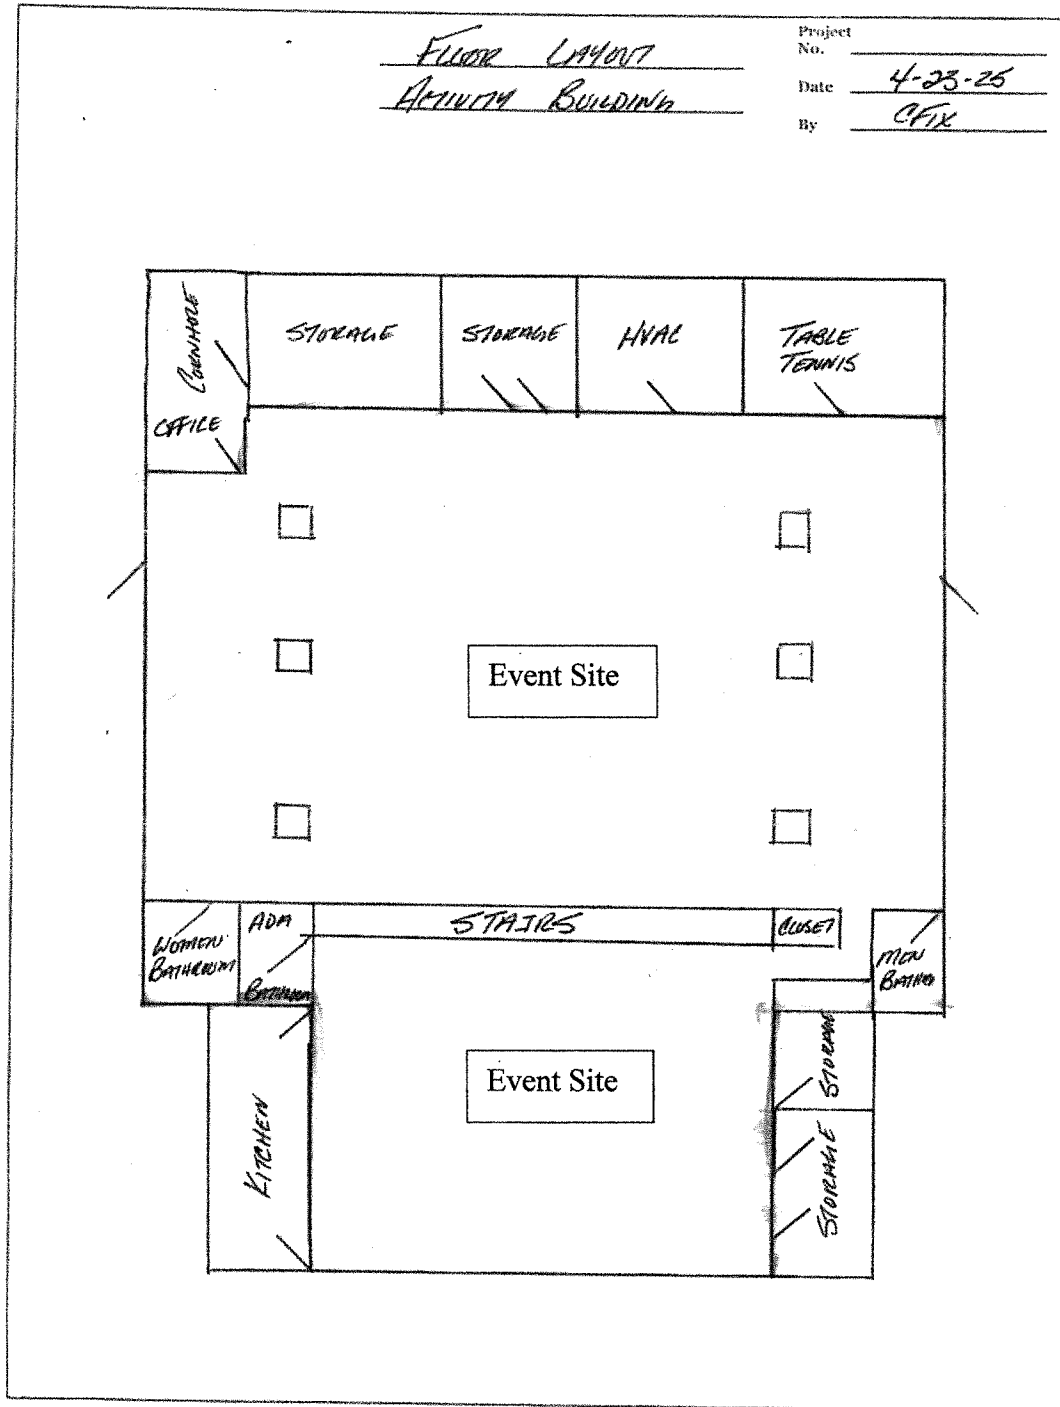 FLOOR LAYOUT
ACTIVITY BUILDING
Project
No.
Date 4-23-25
By CFIX
CORNHOLE
OFFICE
STORAGE
STORAGE
HVAC
TABLE
TENNIS
Event Site
WOMEN
BATHROOM
ADA
BATHROOM
STAIRS
CLOSET
MEN
Event Site
KITCHEN
STORAGE
STORAGE